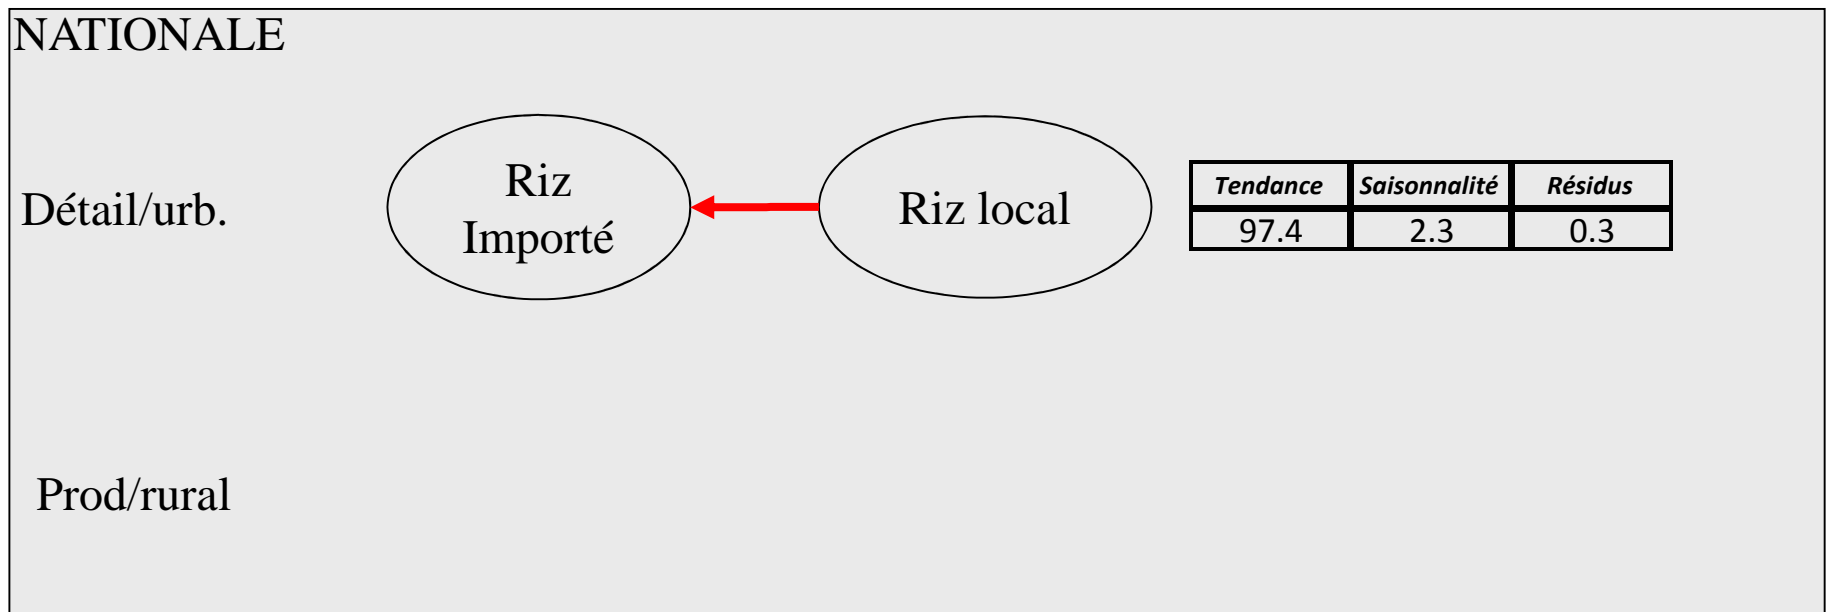 NATIONALE
Riz
Importé
Détail/urb.
Riz local
Tendance Saisonnalité Résidus
97.4 2.3 0.3
Prod/rural